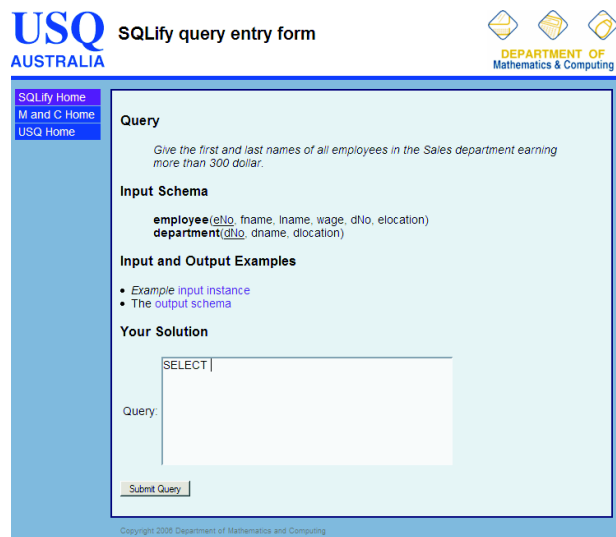 USQ
AUSTRALIA
SQLify query entry form
DEPARTMENT OF
Mathematics & Computing
SQLify Home
M and C Home
USQ Home
Query
Give the first and last names of all employees in the Sales department earning
more than 300 dollar.
Input Schema
employee(eNo, fname, lname, wage, dNo, elocation)
department(dNo, dname, dlocation)
Input and Output Examples
• Example input instance
• The output schema
Your Solution
SELECT
Query:
Submit Query
Copyright 2006 Department of Mathematics and Computing